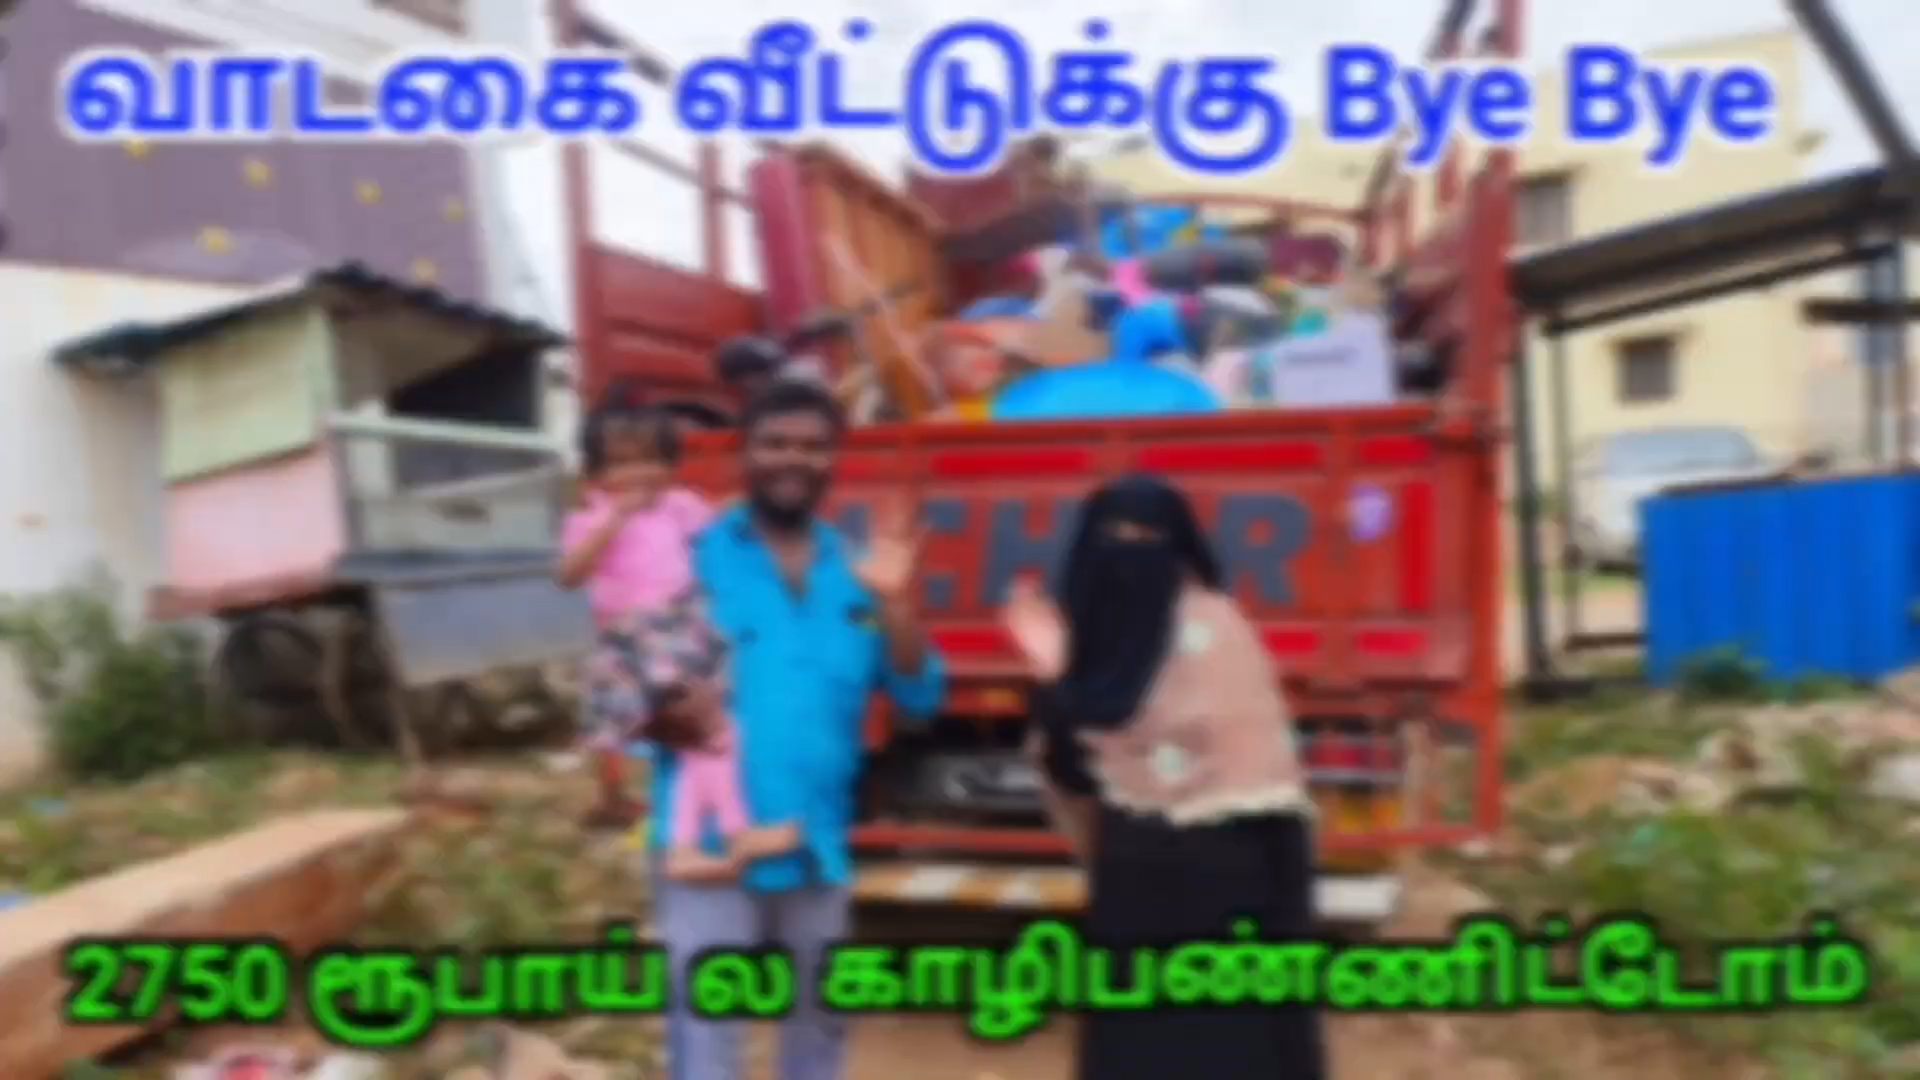 வாடகை வீட்டுக்கு Bye Bye
2750 ரூபாய் ல காழிபண்ணிட்டோம்